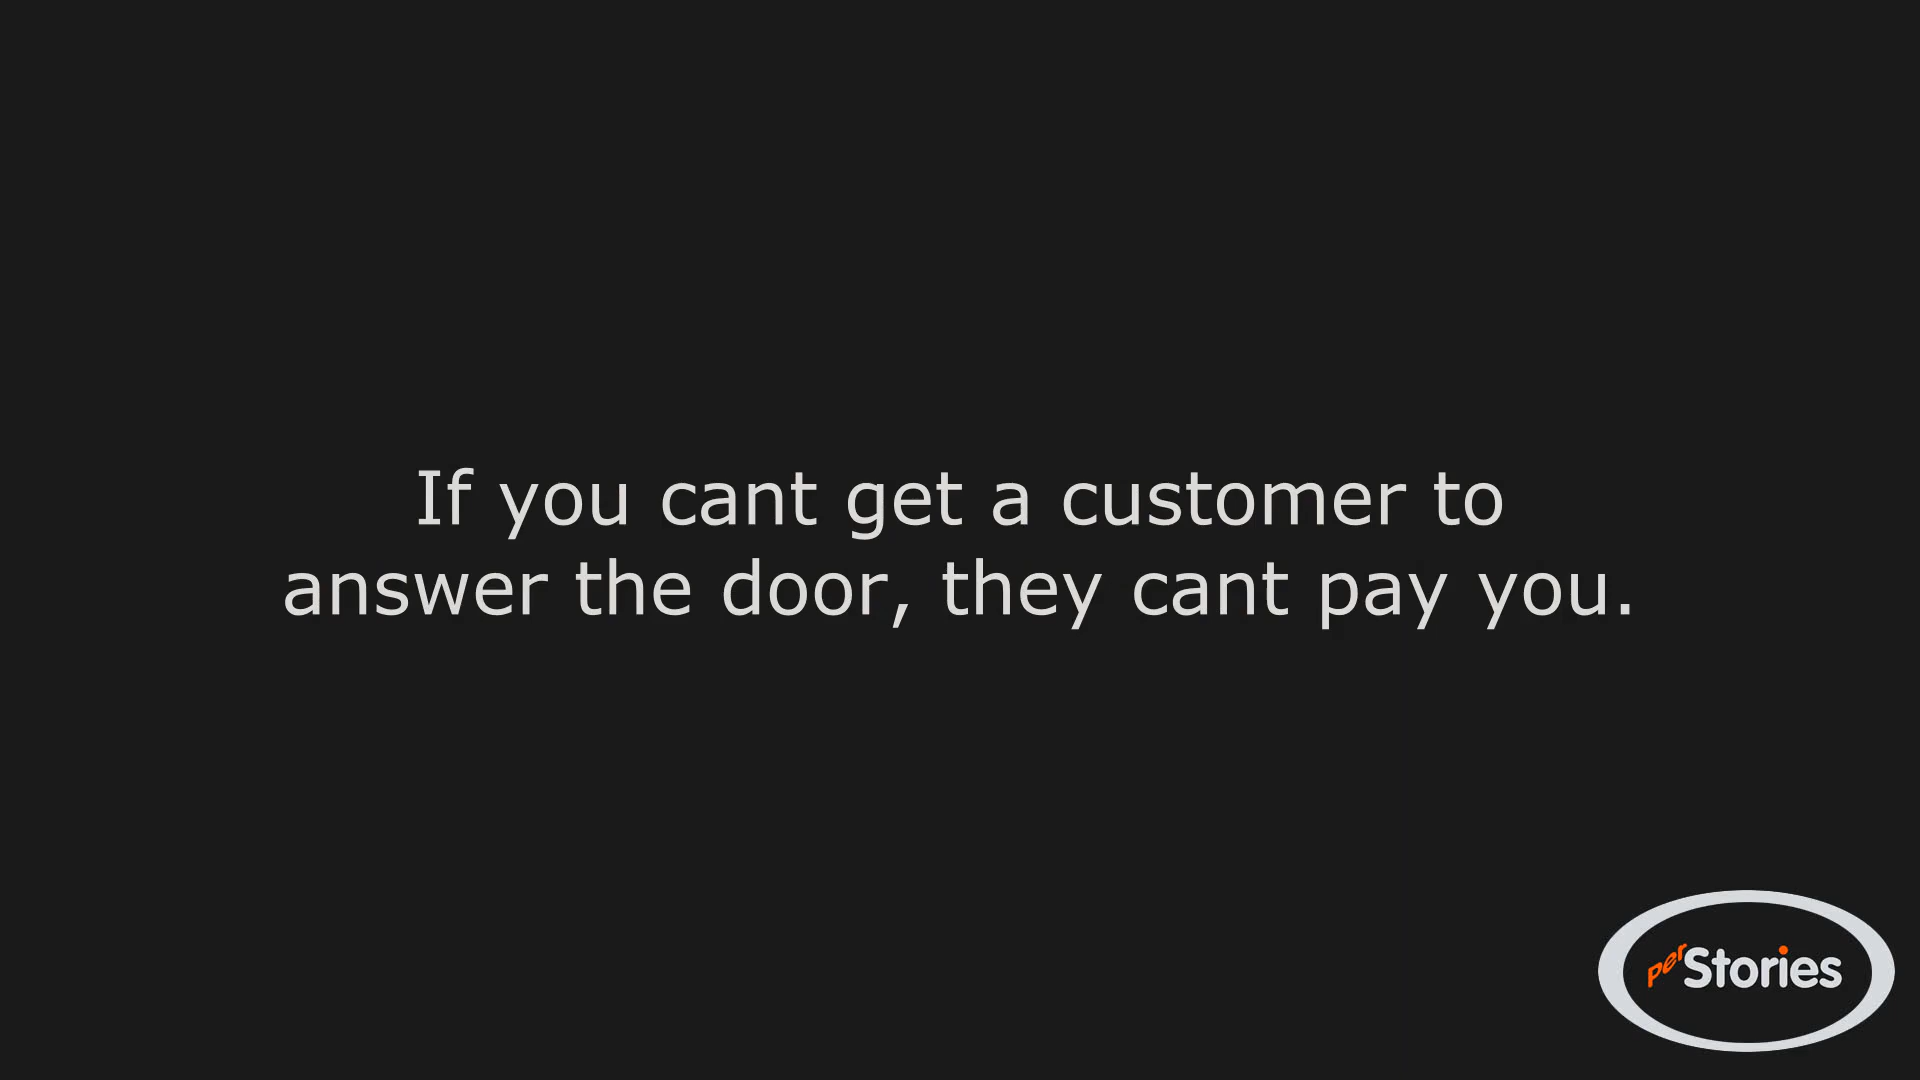 If you cant get a customer to
answer the door, they cant pay you.
perStories